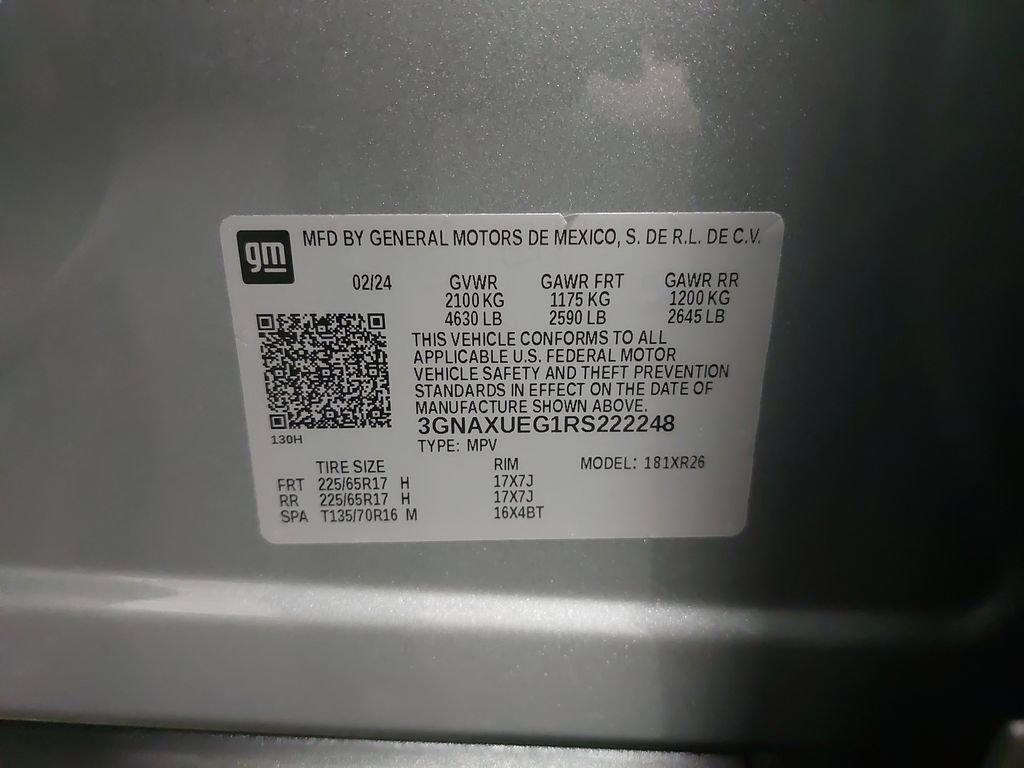 gm
MFD BY GENERAL MOTORS DE MEXICO, S. DE R.L. DE C.V.
02/24 GVWR GAWR FRT GAWR RR
2100 KG 1175 KG 1200 KG
4630 LB 2590 LB 2645 LB
THIS VEHICLE CONFORMS TO ALL
APPLICABLE U.S. FEDERAL MOTOR
VEHICLE SAFETY AND THEFT PREVENTION
STANDARDS IN EFFECT ON THE DATE OF
MANUFACTURE SHOWN ABOVE.
3GNAXUEG1RS222248
130H
TYPE: MPV
TIRE SIZE RIM MODEL: 181XR26
FRT 225/65R17 H 17X7J
RR 225/65R17 H 17X7J
SPA T135/70R16 M 16X4BT